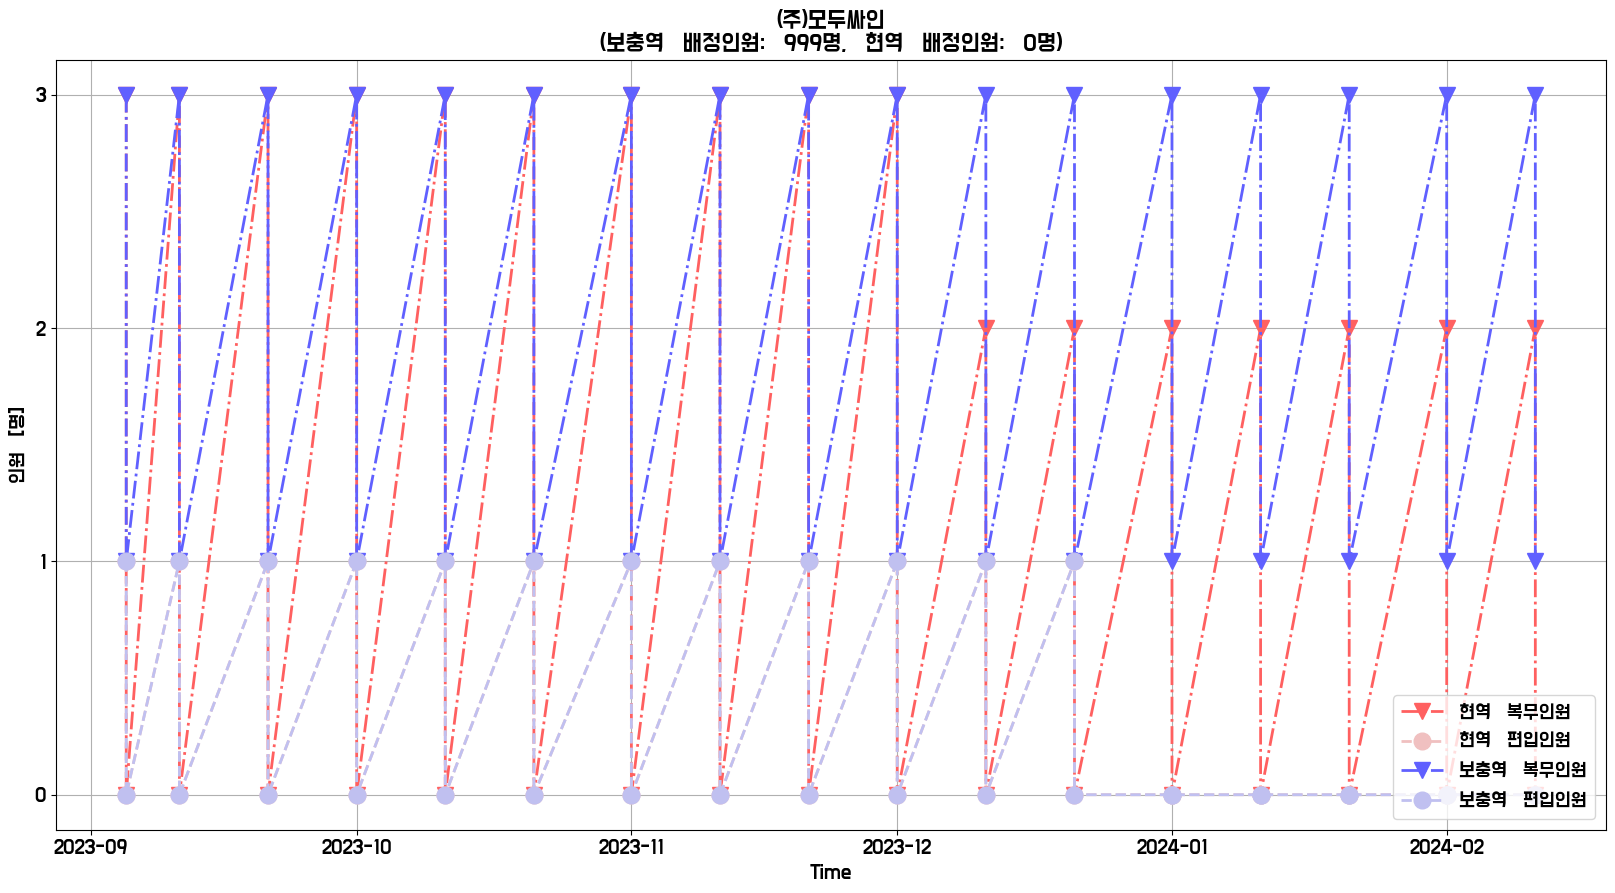 (주)모두싸인
(보충역 배정인원: 999명, 현역 배정인원: 0명)
인원 [명]
3
2
1
0
2023-09
2023-10
2023-11
2023-12
2024-01
2024-02
Time
현역 복무인원
현역 편입인원
보충역 복무인원
보충역 편입인원